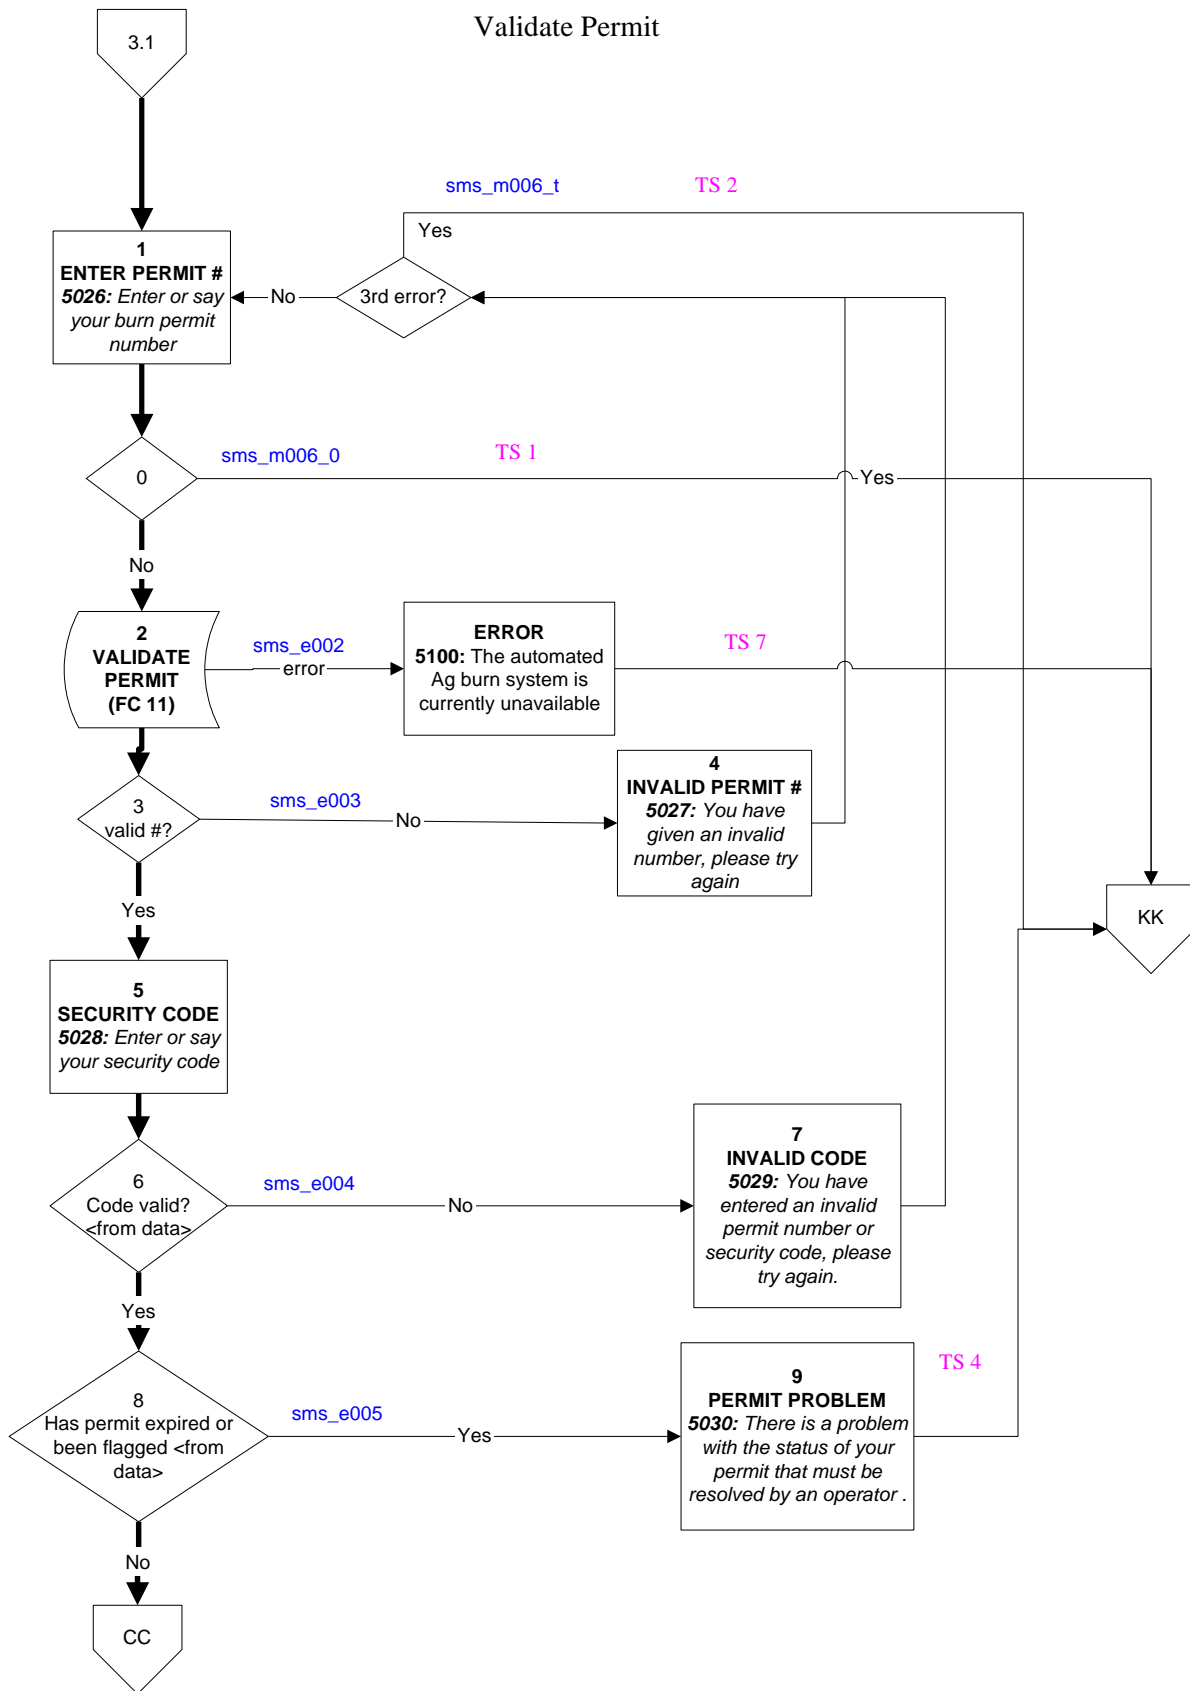 Validate Permit
3.1
sms_m006_t
TS 2
Yes
1
ENTER PERMIT #
5026: Enter or say
your burn permit
number
No
3rd error?
0
sms_m006_0
TS 1
Yes
No
2
VALIDATE
PERMIT
(FC 11)
sms_e002
error
ERROR
5100: The automated
Ag burn system is
currently unavailable
TS 7
3
valid #?
sms_e003
No
4
INVALID PERMIT #
5027: You have
given an invalid
number, please try
again
Yes
KK
5
SECURITY CODE
5028: Enter or say
your security code
6
Code valid?
<from data>
sms_e004
No
7
INVALID CODE
5029: You have
entered an invalid
permit number or
security code, please
try again.
Yes
8
Has permit expired or
been flagged <from
data>
sms_e005
Yes
9
PERMIT PROBLEM
5030: There is a problem
with the status of your
permit that must be
resolved by an operator .
TS 4
No
CC